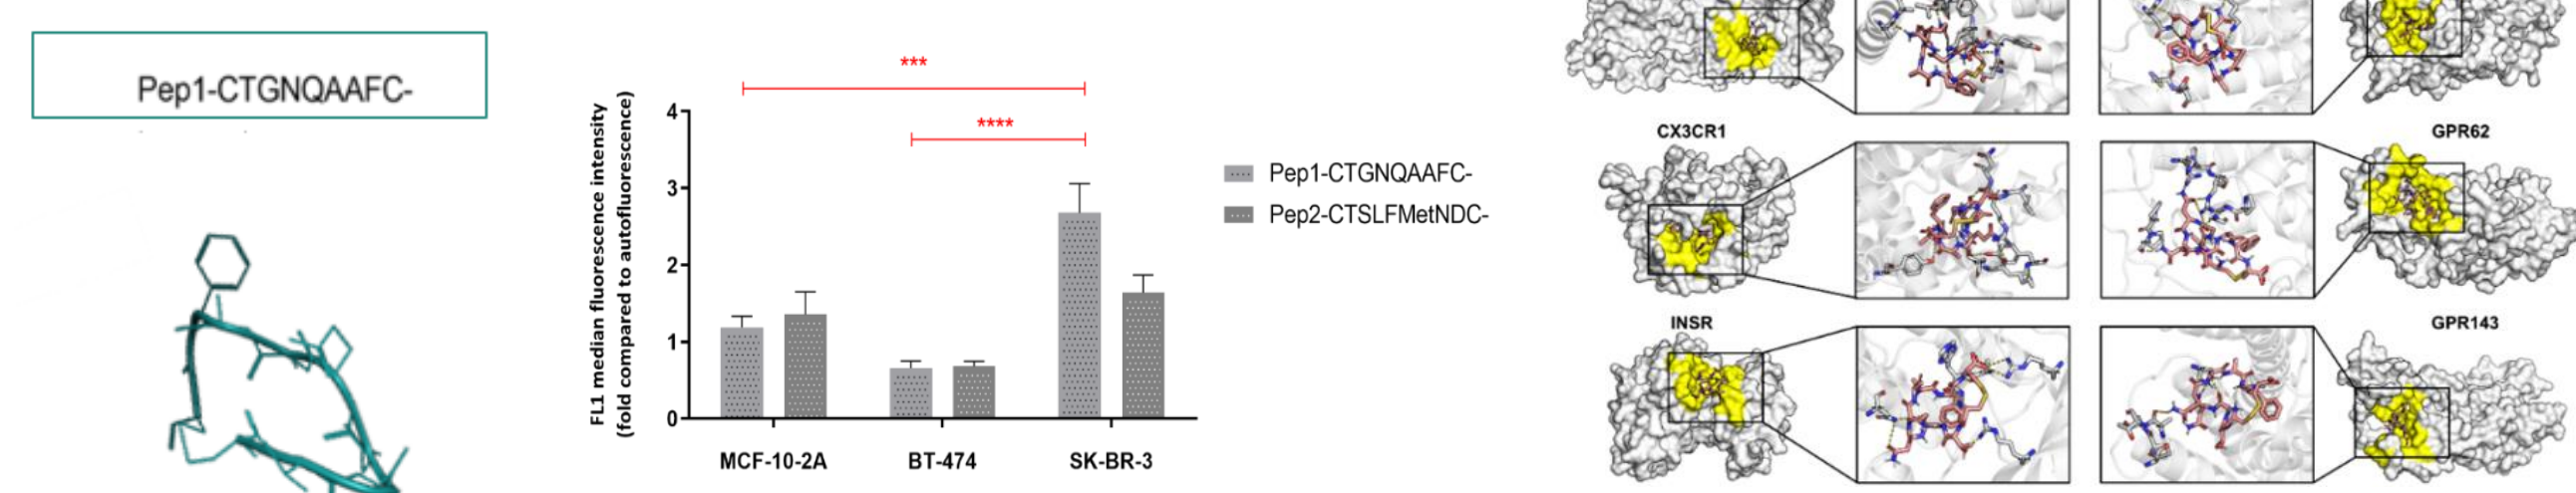 Pep1-CTGNQAAFC-
FL1 median fluorescence intensity
(fold compared to autofluorescence)
4
3
2
1
0
***
****
MCF-10-2A
BT-474
SK-BR-3
Pep1-CTGNQAAFC-
Pep2-CTSLFMetNDC-
CX3CR1
GPR62
INSR
GPR143